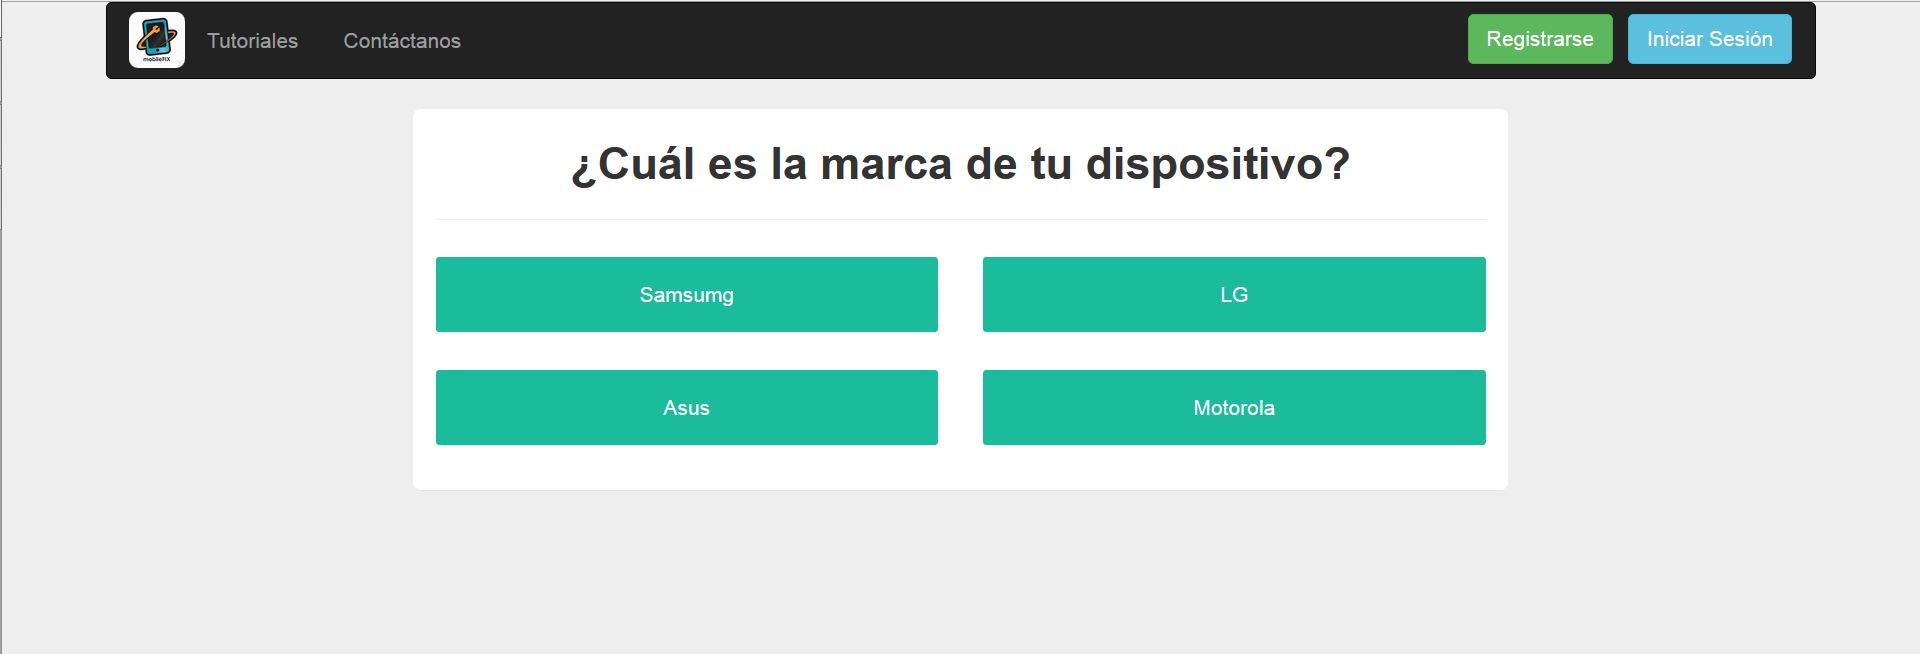 mobileFIX
Tutoriales
Contáctanos
Registrarse
Iniciar Sesión
¿Cuál es la marca de tu dispositivo?
Samsumg
LG
Asus
Motorola